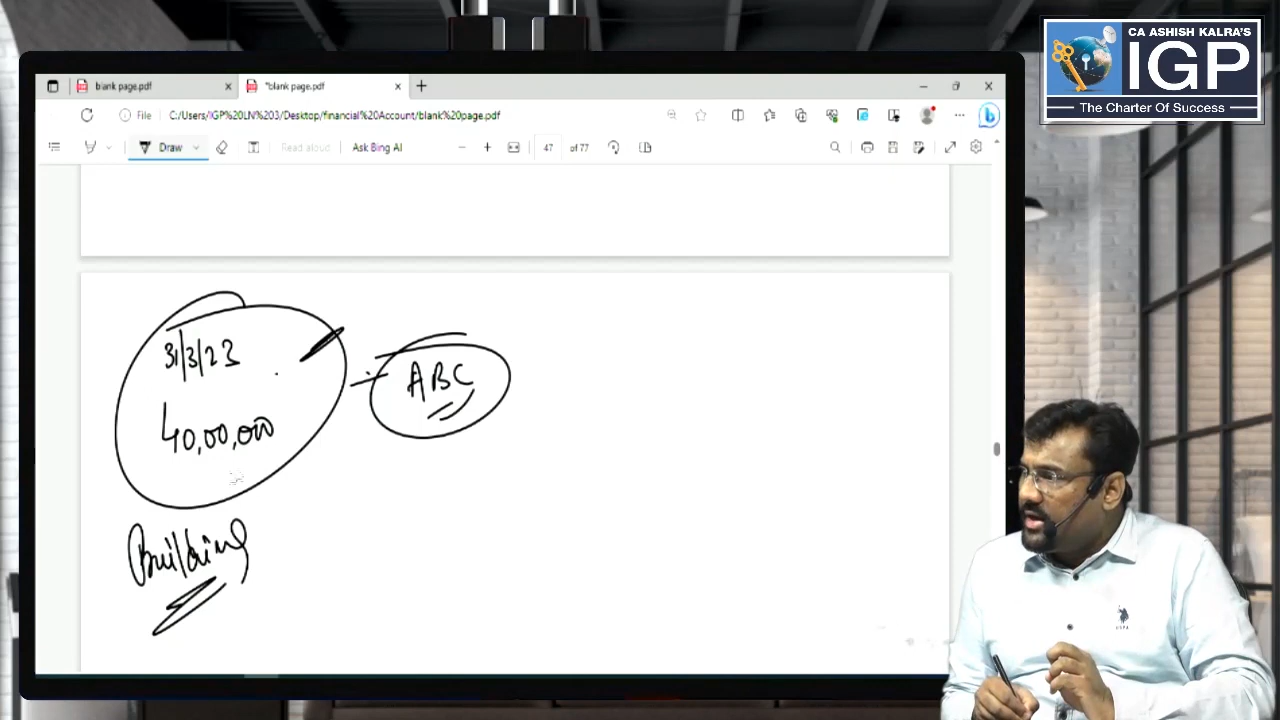 CA ASHISH KALRA'S
IGP
The Charter Of Success
blank page.pdf
*blank page.pdf
File
C:/Users/IGP%20LN%203/Desktop/financial%20Account/blank%20page.pdf
Draw
Read aloud
Ask Bing AI
47
of 77
31/3/23
ABC
40,00,000
Building